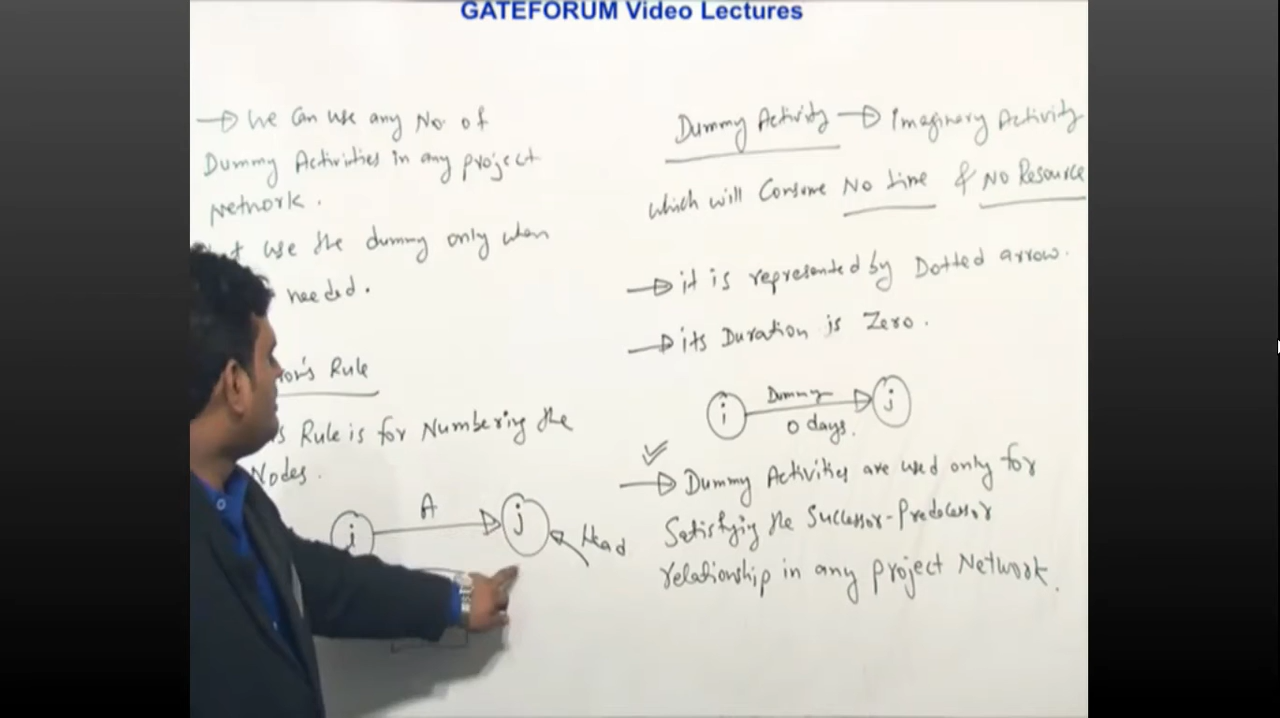 GATEFORUM Video Lectures
→ We Can use any No of
Dummy Activities in any project
Network.
use the dummy only when
needed.
Rule
Rule is for Numbering the
Nodes.
A
i
j
Head
Dummy Activity → Imaginary Activity
which will Consume No time & No Resource
→ it is represented by Dotted arrow.
→ its Duration is Zero.
i
Dummy
0 days.
j
→ Dummy Activities are used only for
Satisfying the Successor-Predecessor
relationship in any project Network.